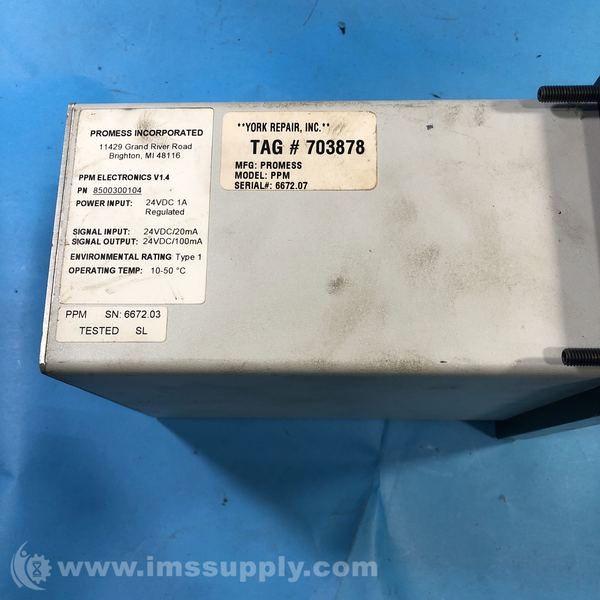 PROMESS INCORPORATED
11429 Grand River Road
Brighton, MI 48116
PPM ELECTRONICS V1.4
PN 8500300104
POWER INPUT: 24VDC 1A
Regulated
SIGNAL INPUT: 24VDC/20mA
SIGNAL OUTPUT: 24VDC/100mA
ENVIRONMENTAL RATING Type 1
OPERATING TEMP: 10-50 °C
PPM SN: 6672.03
TESTED SL
**YORK REPAIR, INC.**
TAG # 703878
MFG: PROMESS
MODEL: PPM
SERIAL#: 6672.07
www.imssupply.com